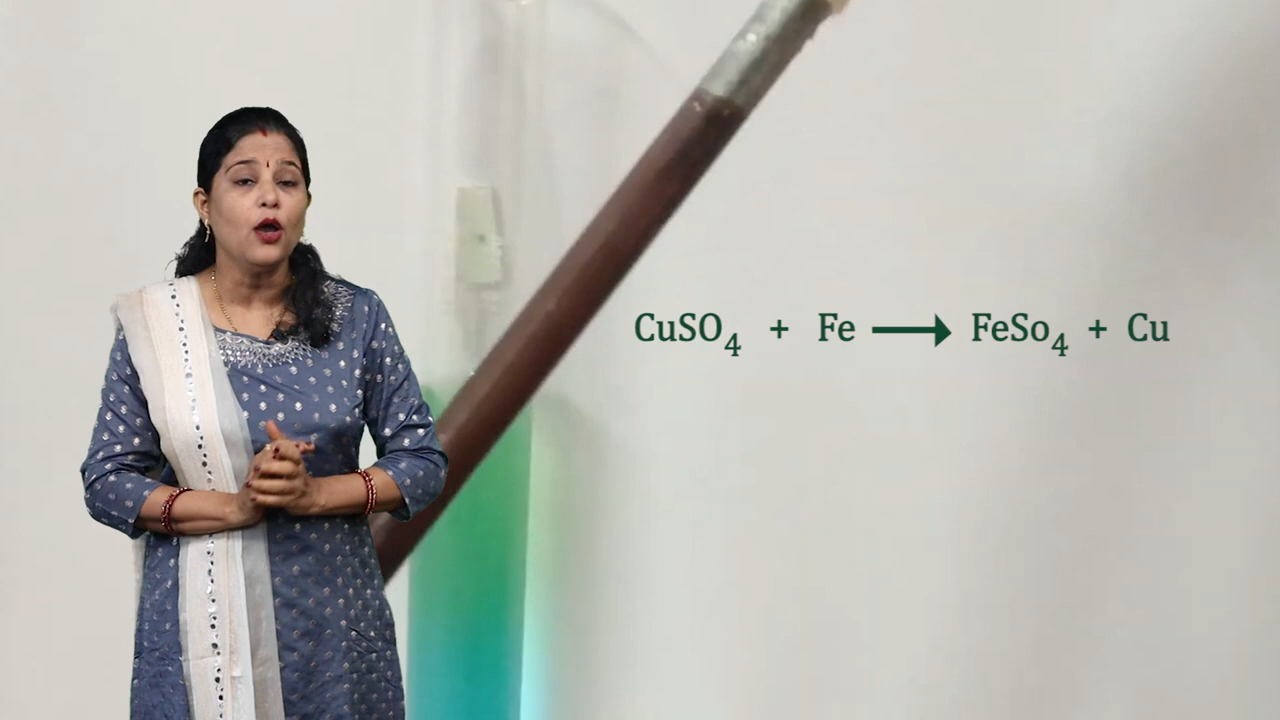 CuSO₄ + Fe ⟶ FeSo₄ + Cu